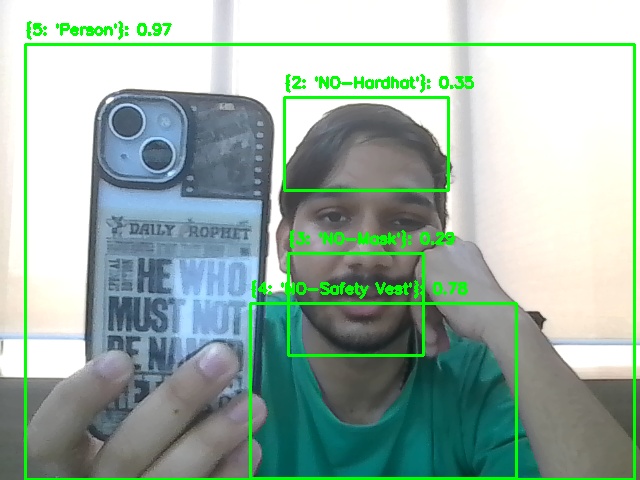 {5: 'Person'}: 0.97
{2: 'NO-Hardhat'}: 0.35
{3: 'NO-Mask'}: 0.29
{4: 'NO-Safety Vest'}: 0.78
DAILY PROPHET
HE WHO
MUST NOT
BE NAMED